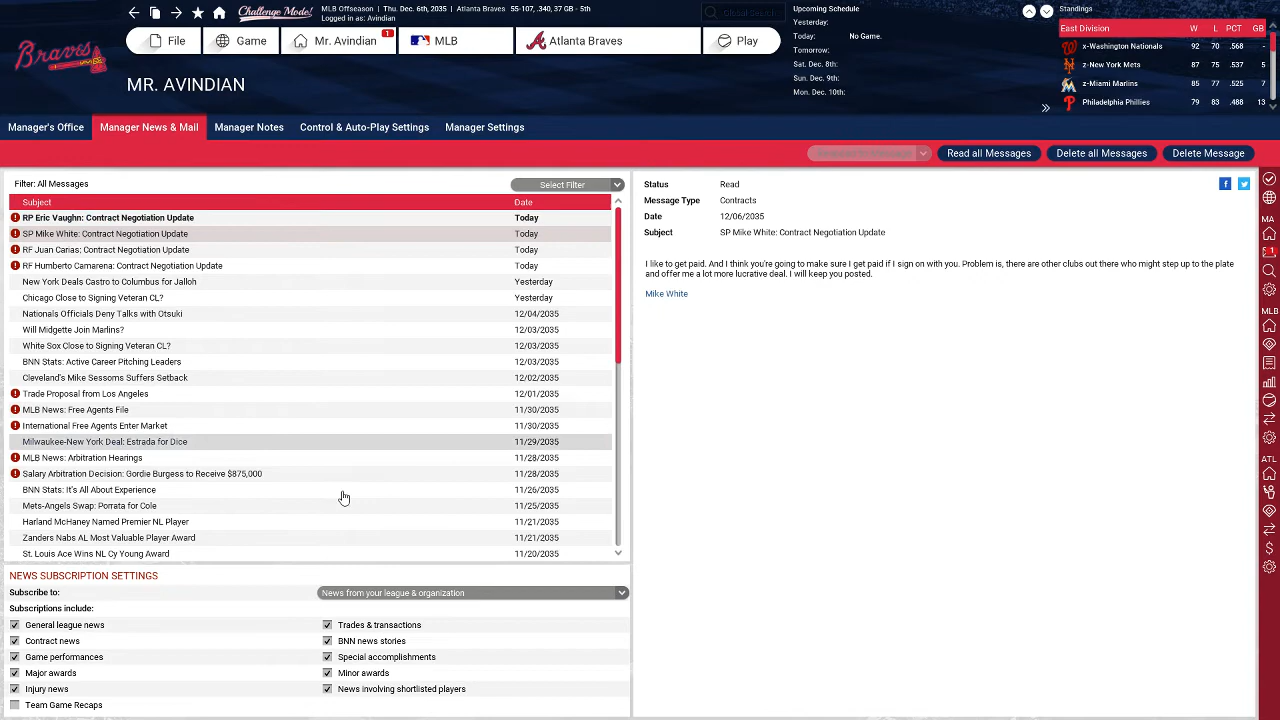 Challenge Mode!
MLB Offseason | Thu. Dec. 6th, 2035 | Atlanta Braves 55-107, .340, 37 GB - 5th
Logged in as: Avindian
Global Search
File
Game
Mr. Avindian
1
MLB
Atlanta Braves
Play
Braves
MR. AVINDIAN
Upcoming Schedule
Yesterday:
Today: No Game.
Tomorrow:
Sat. Dec. 8th:
Sun. Dec. 9th:
Mon. Dec. 10th:
Standings
East Division W L PCT GB
x-Washington Nationals 92 70 .568 -
z-New York Mets 87 75 .537 5
z-Miami Marlins 85 77 .525 7
Philadelphia Phillies 79 83 .488 13
Manager's Office Manager News & Mail Manager Notes Control & Auto-Play Settings Manager Settings
Read all Messages Delete all Messages Delete Message
Filter: All Messages Select Filter
Subject Date
RP Eric Vaughn: Contract Negotiation Update Today
SP Mike White: Contract Negotiation Update Today
RF Juan Carias: Contract Negotiation Update Today
RF Humberto Camarena: Contract Negotiation Update Today
New York Deals Castro to Columbus for Jalloh Yesterday
Chicago Close to Signing Veteran CL? Yesterday
Nationals Officials Deny Talks with Otsuki 12/04/2035
Will Midgette Join Marlins? 12/03/2035
White Sox Close to Signing Veteran CL? 12/03/2035
BNN Stats: Active Career Pitching Leaders 12/03/2035
Cleveland's Mike Sessoms Suffers Setback 12/02/2035
Trade Proposal from Los Angeles 12/01/2035
MLB News: Free Agents File 11/30/2035
International Free Agents Enter Market 11/30/2035
Milwaukee-New York Deal: Estrada for Dice 11/29/2035
MLB News: Arbitration Hearings 11/28/2035
Salary Arbitration Decision: Gordie Burgess to Receive $875,000 11/28/2035
BNN Stats: It's All About Experience 11/26/2035
Mets-Angels Swap: Porrata for Cole 11/25/2035
Harland McHaney Named Premier NL Player 11/21/2035
Zanders Nabs AL Most Valuable Player Award 11/21/2035
St. Louis Ace Wins NL Cy Young Award 11/20/2035
NEWS SUBSCRIPTION SETTINGS
Subscribe to: News from your league & organization
Subscriptions include:
General league news Trades & transactions
Contract news BNN news stories
Game performances Special accomplishments
Major awards Minor awards
Injury news News involving shortlisted players
Team Game Recaps
Status Read
Message Type Contracts
Date 12/06/2035
Subject SP Mike White: Contract Negotiation Update
I like to get paid. And I think you're going to make sure I get paid if I sign on with you. Problem is, there are other clubs out there who might step up to the plate
and offer me a lot more lucrative deal. I will keep you posted.
Mike White
MA
1
MLB
ATL